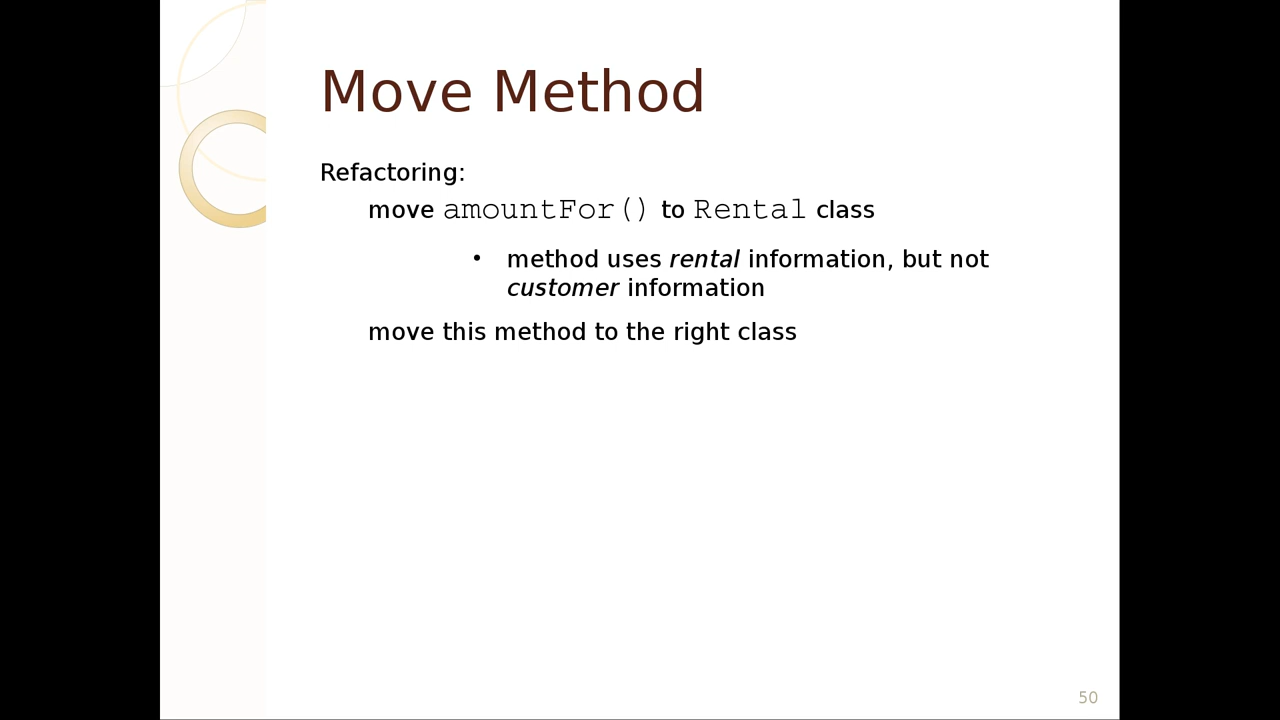 Move Method
Refactoring:
move amountFor() to Rental class
• method uses rental information, but not
customer information
move this method to the right class
50